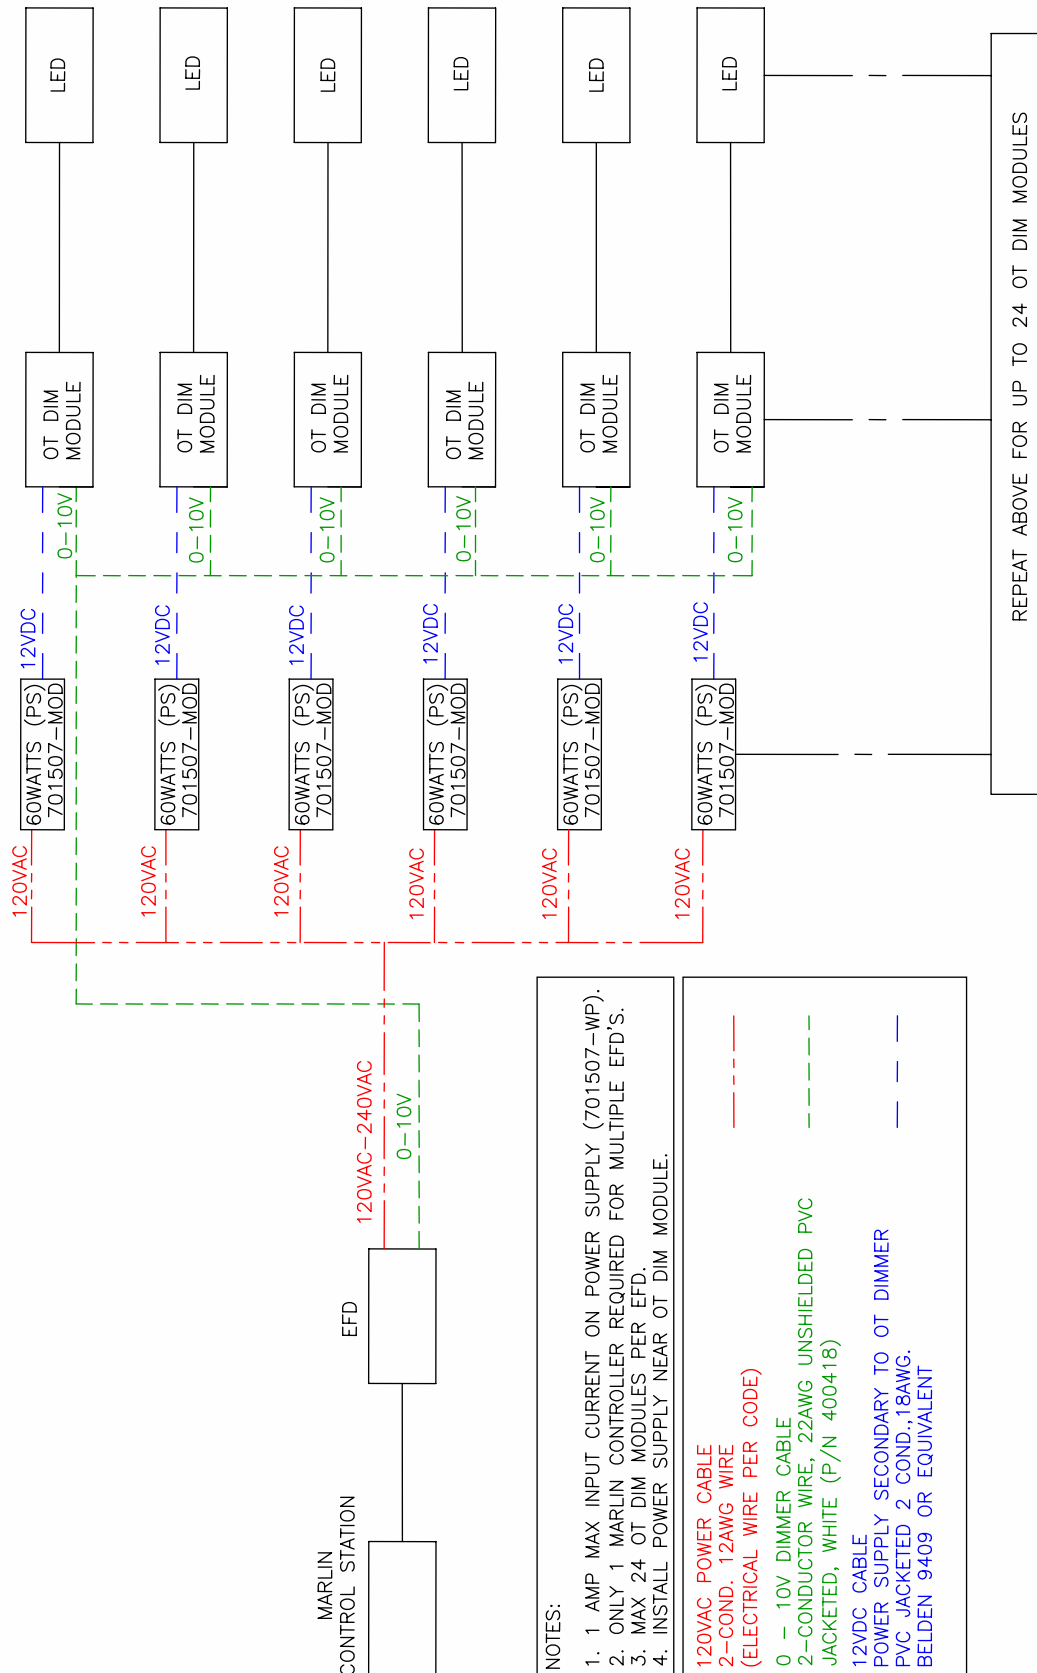 MARLIN
CONTROL STATION
EFD
120VAC-240VAC
0-10V
120VAC
120VAC
120VAC
120VAC
120VAC
120VAC
60WATTS (PS)
701507-MOD
60WATTS (PS)
701507-MOD
60WATTS (PS)
701507-MOD
60WATTS (PS)
701507-MOD
60WATTS (PS)
701507-MOD
60WATTS (PS)
701507-MOD
12VDC
12VDC
12VDC
12VDC
12VDC
12VDC
0-10V
0-10V
0-10V
0-10V
0-10V
0-10V
OT DIM
MODULE
OT DIM
MODULE
OT DIM
MODULE
OT DIM
MODULE
OT DIM
MODULE
OT DIM
MODULE
LED
LED
LED
LED
LED
LED
REPEAT ABOVE FOR UP TO 24 OT DIM MODULES
NOTES:
1. 1 AMP MAX INPUT CURRENT ON POWER SUPPLY (701507-WP).
2. ONLY 1 MARLIN CONTROLLER REQUIRED FOR MULTIPLE EFD'S.
3. MAX 24 OT DIM MODULES PER EFD.
4. INSTALL POWER SUPPLY NEAR OT DIM MODULE.
120VAC POWER CABLE
2-COND. 12AWG WIRE
(ELECTRICAL WIRE PER CODE)
0 - 10V DIMMER CABLE
2-CONDUCTOR WIRE, 22AWG UNSHIELDED PVC
JACKETED, WHITE (P/N 400418)
12VDC CABLE
POWER SUPPLY SECONDARY TO OT DIMMER
PVC JACKETED 2 COND.,18AWG.
BELDEN 9409 OR EQUIVALENT